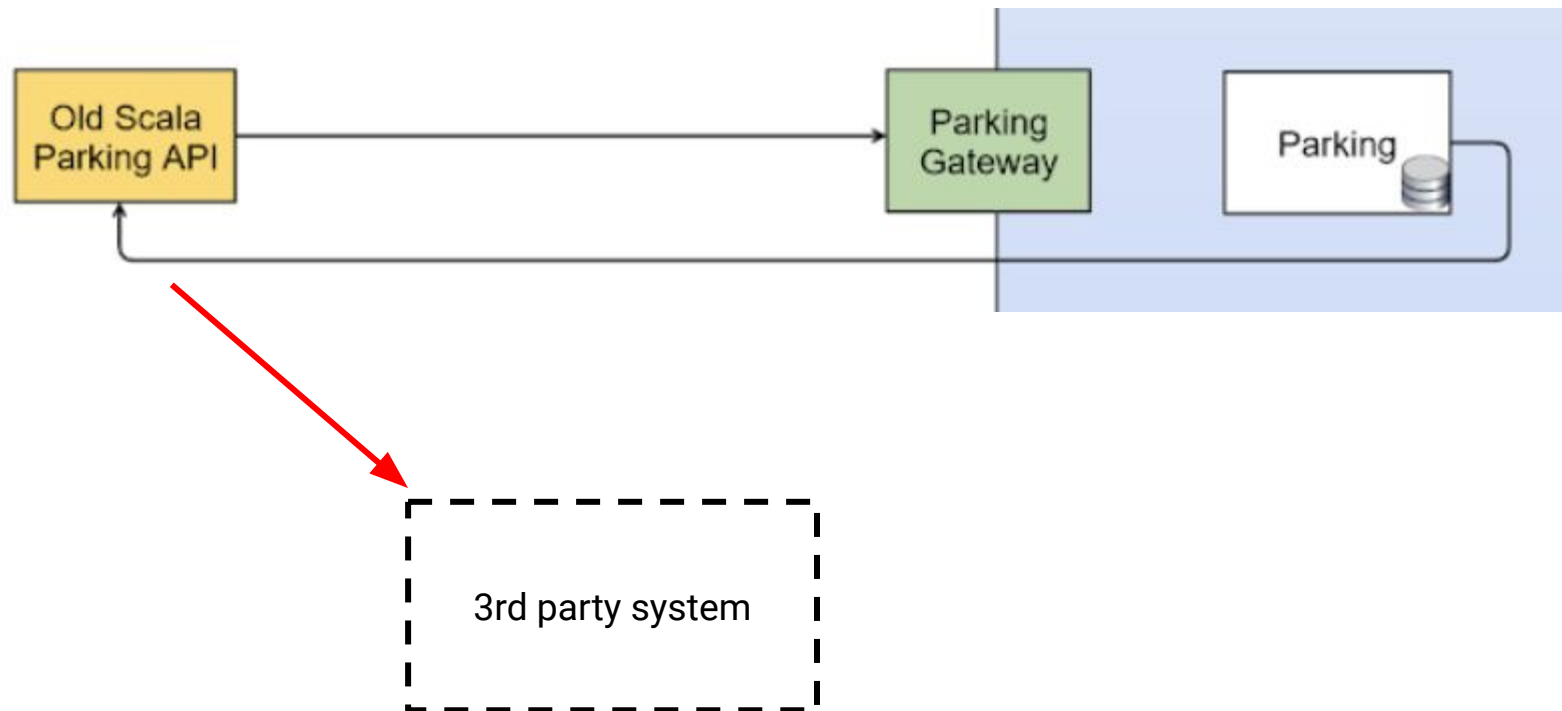 Old Scala
Parking API
Parking
Gateway
Parking
3rd party system